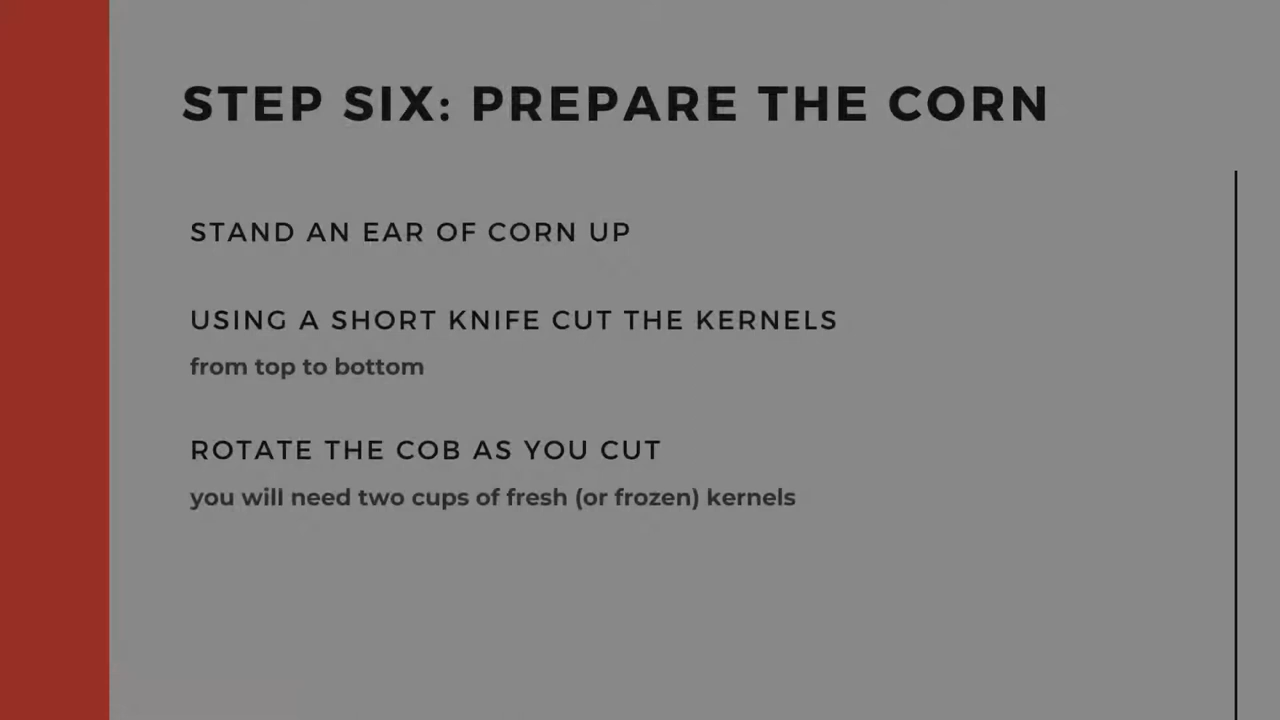 STEP SIX: PREPARE THE CORN
STAND AN EAR OF CORN UP
USING A SHORT KNIFE CUT THE KERNELS
from top to bottom
ROTATE THE COB AS YOU CUT
you will need two cups of fresh (or frozen) kernels